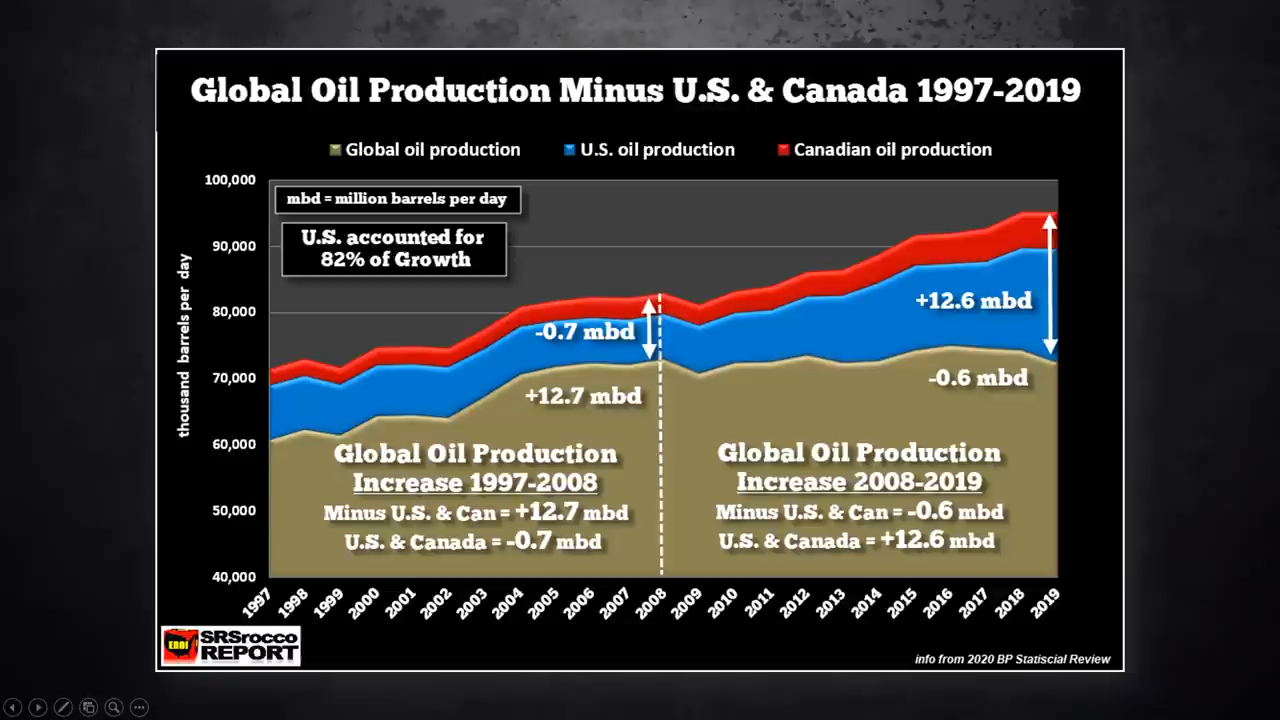 Global Oil Production Minus U.S. & Canada 1997-2019
Global oil production
U.S. oil production
Canadian oil production
mbd = million barrels per day
U.S. accounted for
82% of Growth
thousand barrels per day
100,000
90,000
80,000
70,000
60,000
50,000
40,000
-0.7 mbd
+12.7 mbd
+12.6 mbd
-0.6 mbd
Global Oil Production
Increase 1997-2008
Minus U.S. & Can = +12.7 mbd
U.S. & Canada = -0.7 mbd
Global Oil Production
Increase 2008-2019
Minus U.S. & Can = -0.6 mbd
U.S. & Canada = +12.6 mbd
1997 1998 1999 2000 2001 2002 2003 2004 2005 2006 2007 2008 2009 2010 2011 2012 2013 2014 2015 2016 2017 2018 2019
EROI
SRSrocco
REPORT
info from 2020 BP Statiscial Review